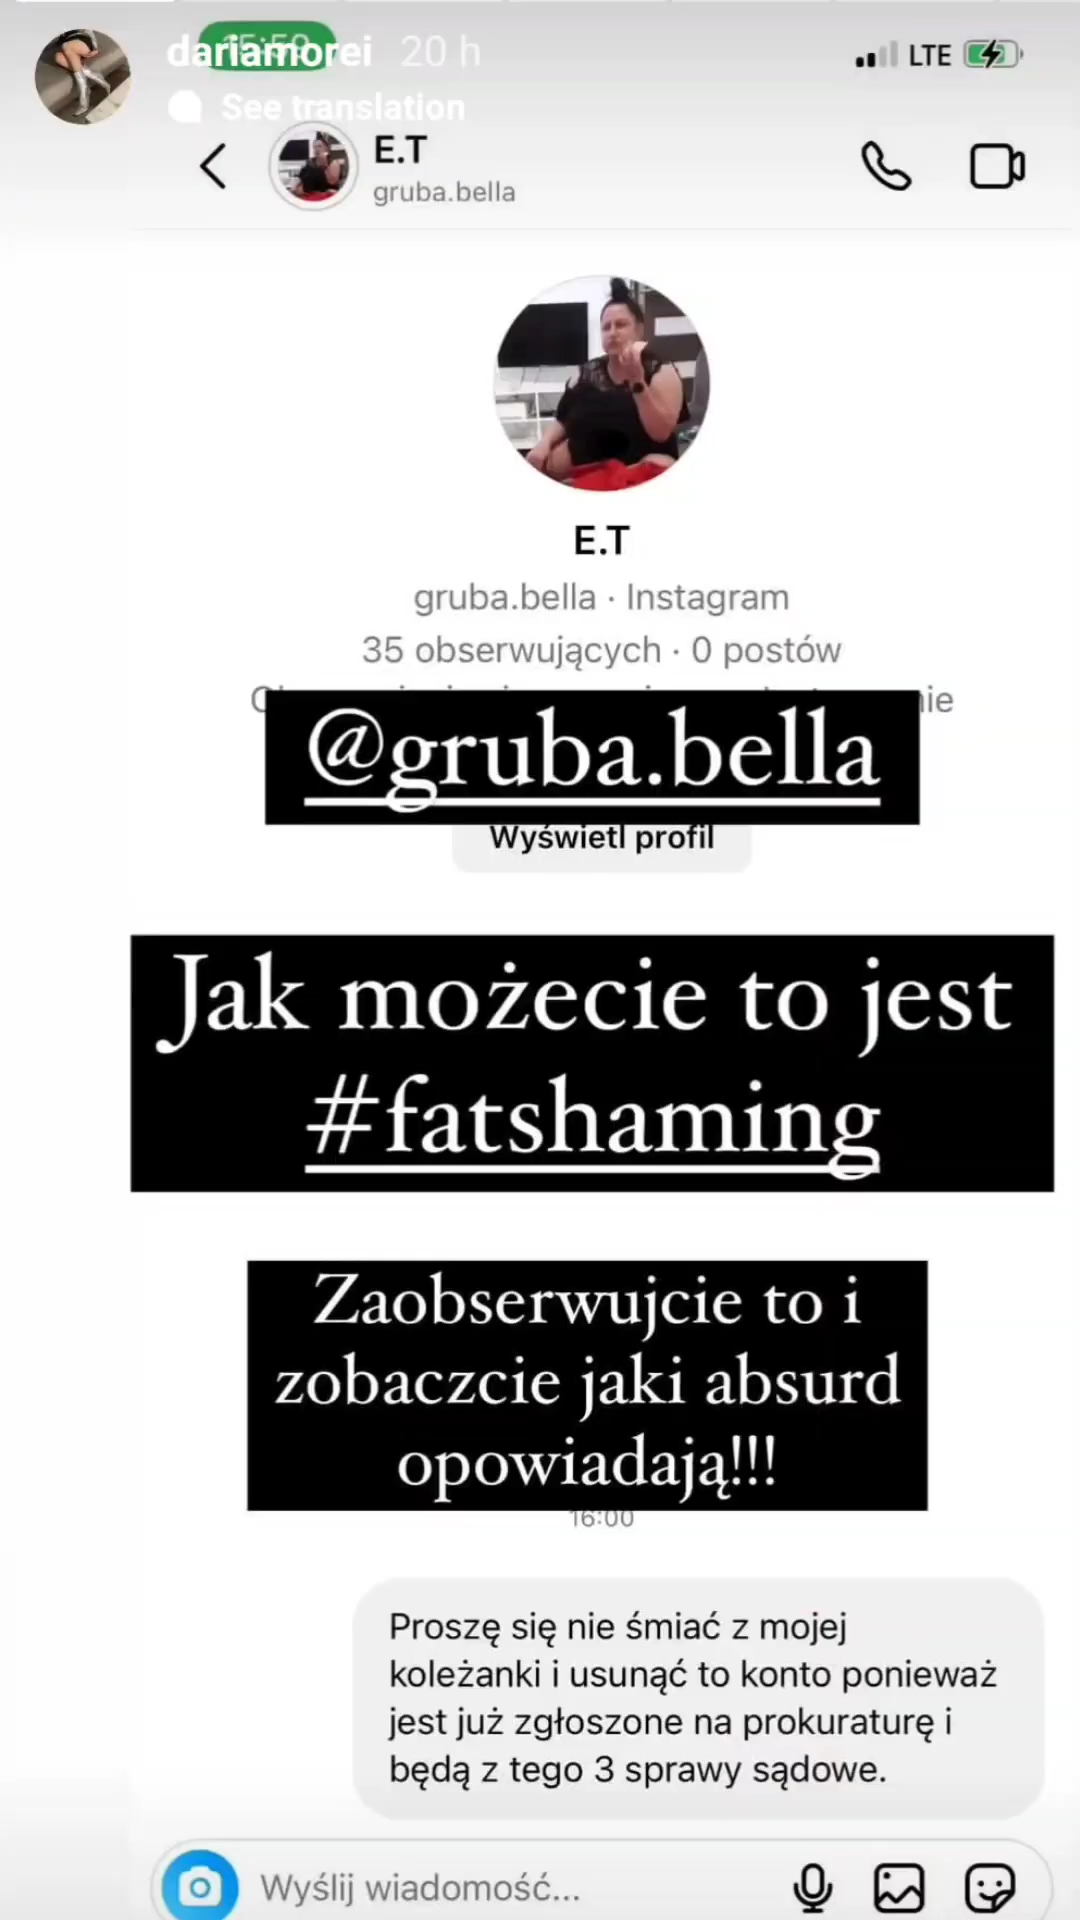 dariamorei 20 h
15:59
LTE
See translation
E.T
gruba.bella
E.T
gruba.bella · Instagram
35 obserwujących · 0 postów
@gruba.bella
Wyświetl profil
Jak możecie to jest
#fatshaming
Zaobserwujcie to i
zobaczcie jaki absurd
opowiadają!!!
16:00
Proszę się nie śmiać z mojej
koleżanki i usunąć to konto ponieważ
jest już zgłoszone na prokuraturę i
będą z tego 3 sprawy sądowe.
Wyślij wiadomość...